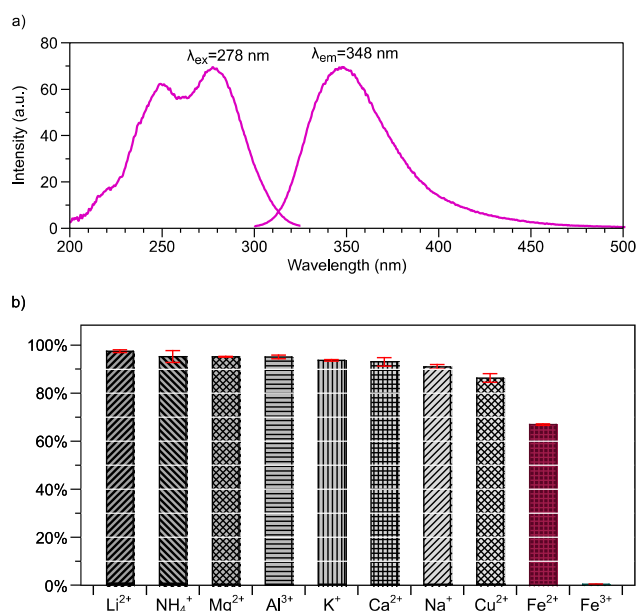 a)
80
λex=278 nm
λem=348 nm
60
40
20
0
Intensity (a.u.)
200
250
300
350
400
450
500
Wavelength (nm)
b)
100%
80%
60%
40%
20%
0%
Li²⁺ NH₄⁺ Mg²⁺ Al³⁺ K⁺ Ca²⁺ Na⁺ Cu²⁺ Fe²⁺ Fe³⁺